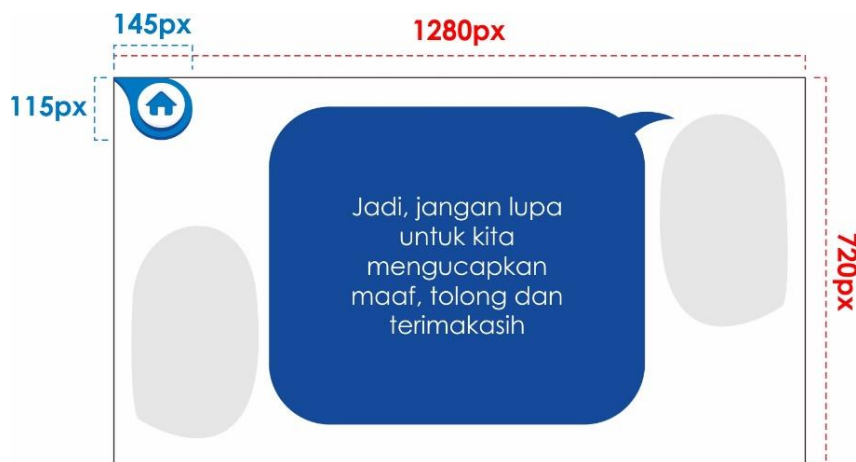 145px
1280px
115px
Jadi, jangan lupa
untuk kita
mengucapkan
maaf, tolong dan
terimakasih
720px